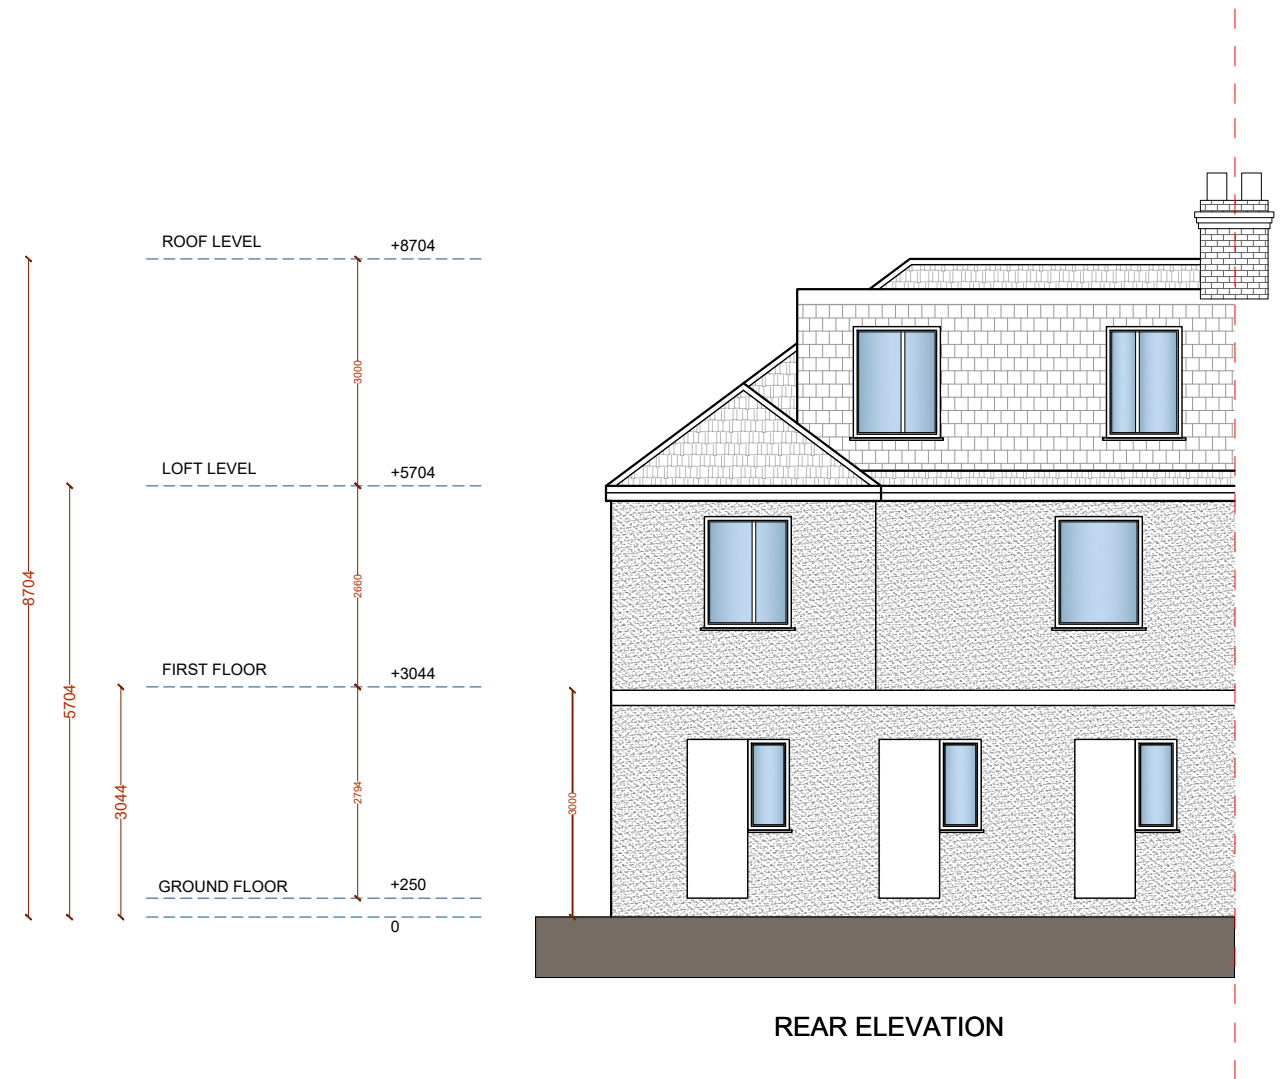 ROOF LEVEL +8704
3000
LOFT LEVEL +5704
8704
5704
2660
FIRST FLOOR +3044
3044
2794
3000
GROUND FLOOR +250
0
REAR ELEVATION